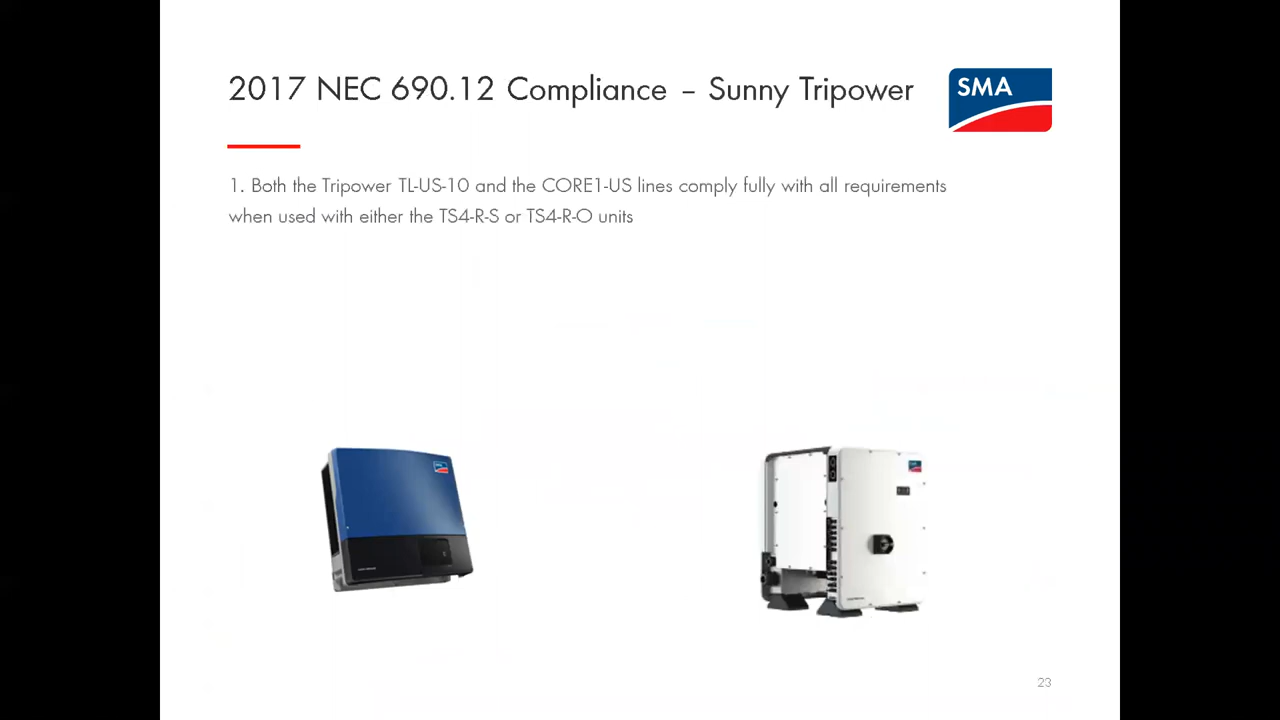 2017 NEC 690.12 Compliance – Sunny Tripower
SMA
1. Both the Tripower TL-US-10 and the CORE1-US lines comply fully with all requirements
when used with either the TS4-R-S or TS4-R-O units
SMA
23